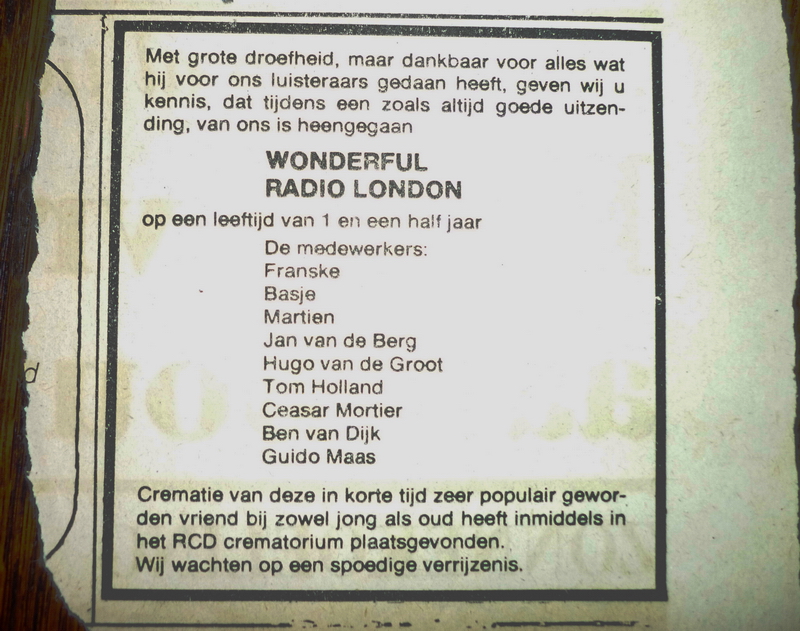 Met grote droefheid, maar dankbaar voor alles wat
hij voor ons luisteraars gedaan heeft, geven wij u
kennis, dat tijdens een zoals altijd goede uitzen-
ding, van ons is heengegaan
WONDERFUL
RADIO LONDON
op een leeftijd van 1 en een half jaar
De medewerkers:
Franske
Basje
Martien
Jan van de Berg
Hugo van de Groot
Tom Holland
Ceasar Mortier
Ben van Dijk
Guido Maas
Crematie van deze in korte tijd zeer populair gewor-
den vriend bij zowel jong als oud heeft inmiddels in
het RCD crematorium plaatsgevonden.
Wij wachten op een spoedige verrijzenis.